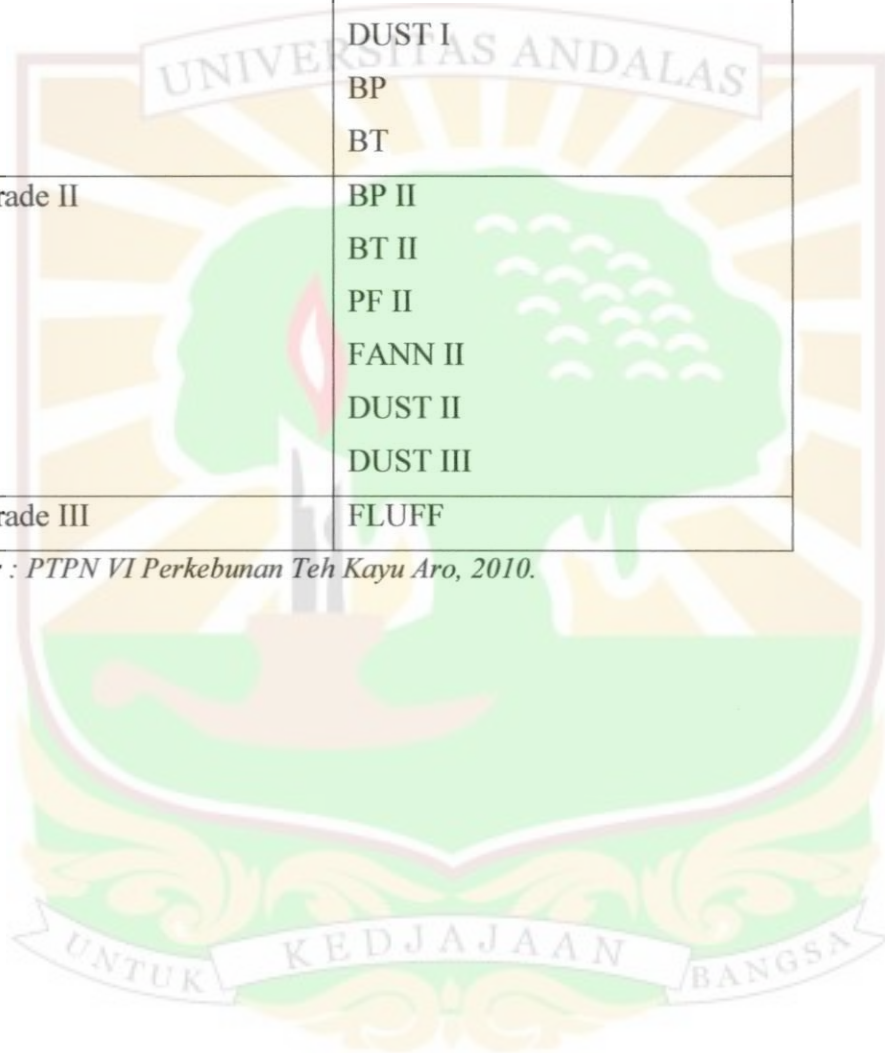 DUST I
UNIVERSITAS ANDALAS
BP
BT
rade II BP II
BT II
PF II
FANN II
DUST II
DUST III
rade III FLUFF
: PTPN VI Perkebunan Teh Kayu Aro, 2010.
UNTUK KEDJAJAAN BANGSA